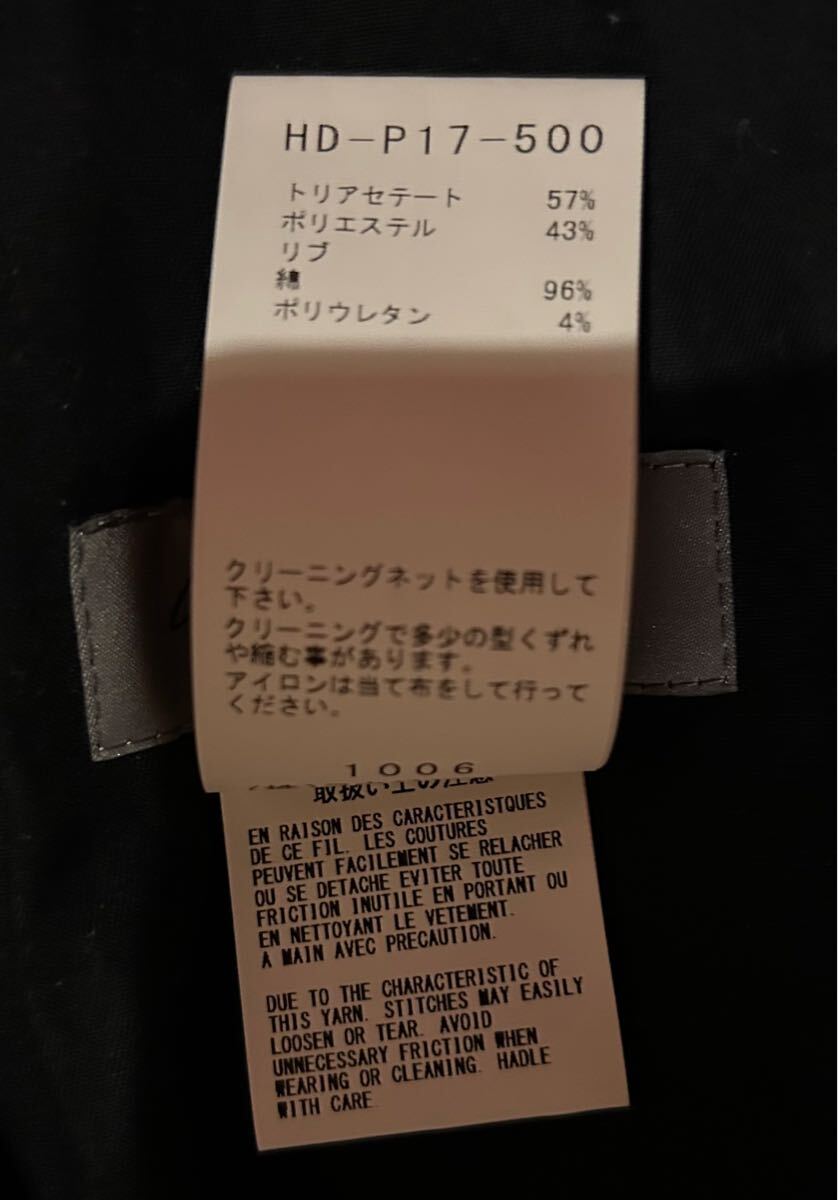 HD-P17-500
トリアセテート 57%
ポリエステル 43%
リブ
綿 96%
ポリウレタン 4%
クリーニングネットを使用して
下さい。
クリーニングで多少の型くずれ
や縮む事があります。
アイロンは当て布をして行って
ください。
1006
取扱い上の注意
EN RAISON DES CARACTERISTQUES
DE CE FIL. LES COUTURES
PEUVENT FACILEMENT SE RELACHER
OU SE DETACHE EVITER TOUTE
FRICTION INUTILE EN PORTANT OU
EN NETTOYANT LE VETEMENT.
A MAIN AVEC PRECAUTION.
DUE TO THE CHARACTERISTIC OF
THIS YARN. STITCHES MAY EASILY
LOOSEN OR TEAR. AVOID
UNNECESSARY FRICTION WHEN
WEARING OR CLEANING. HADLE
WITH CARE.